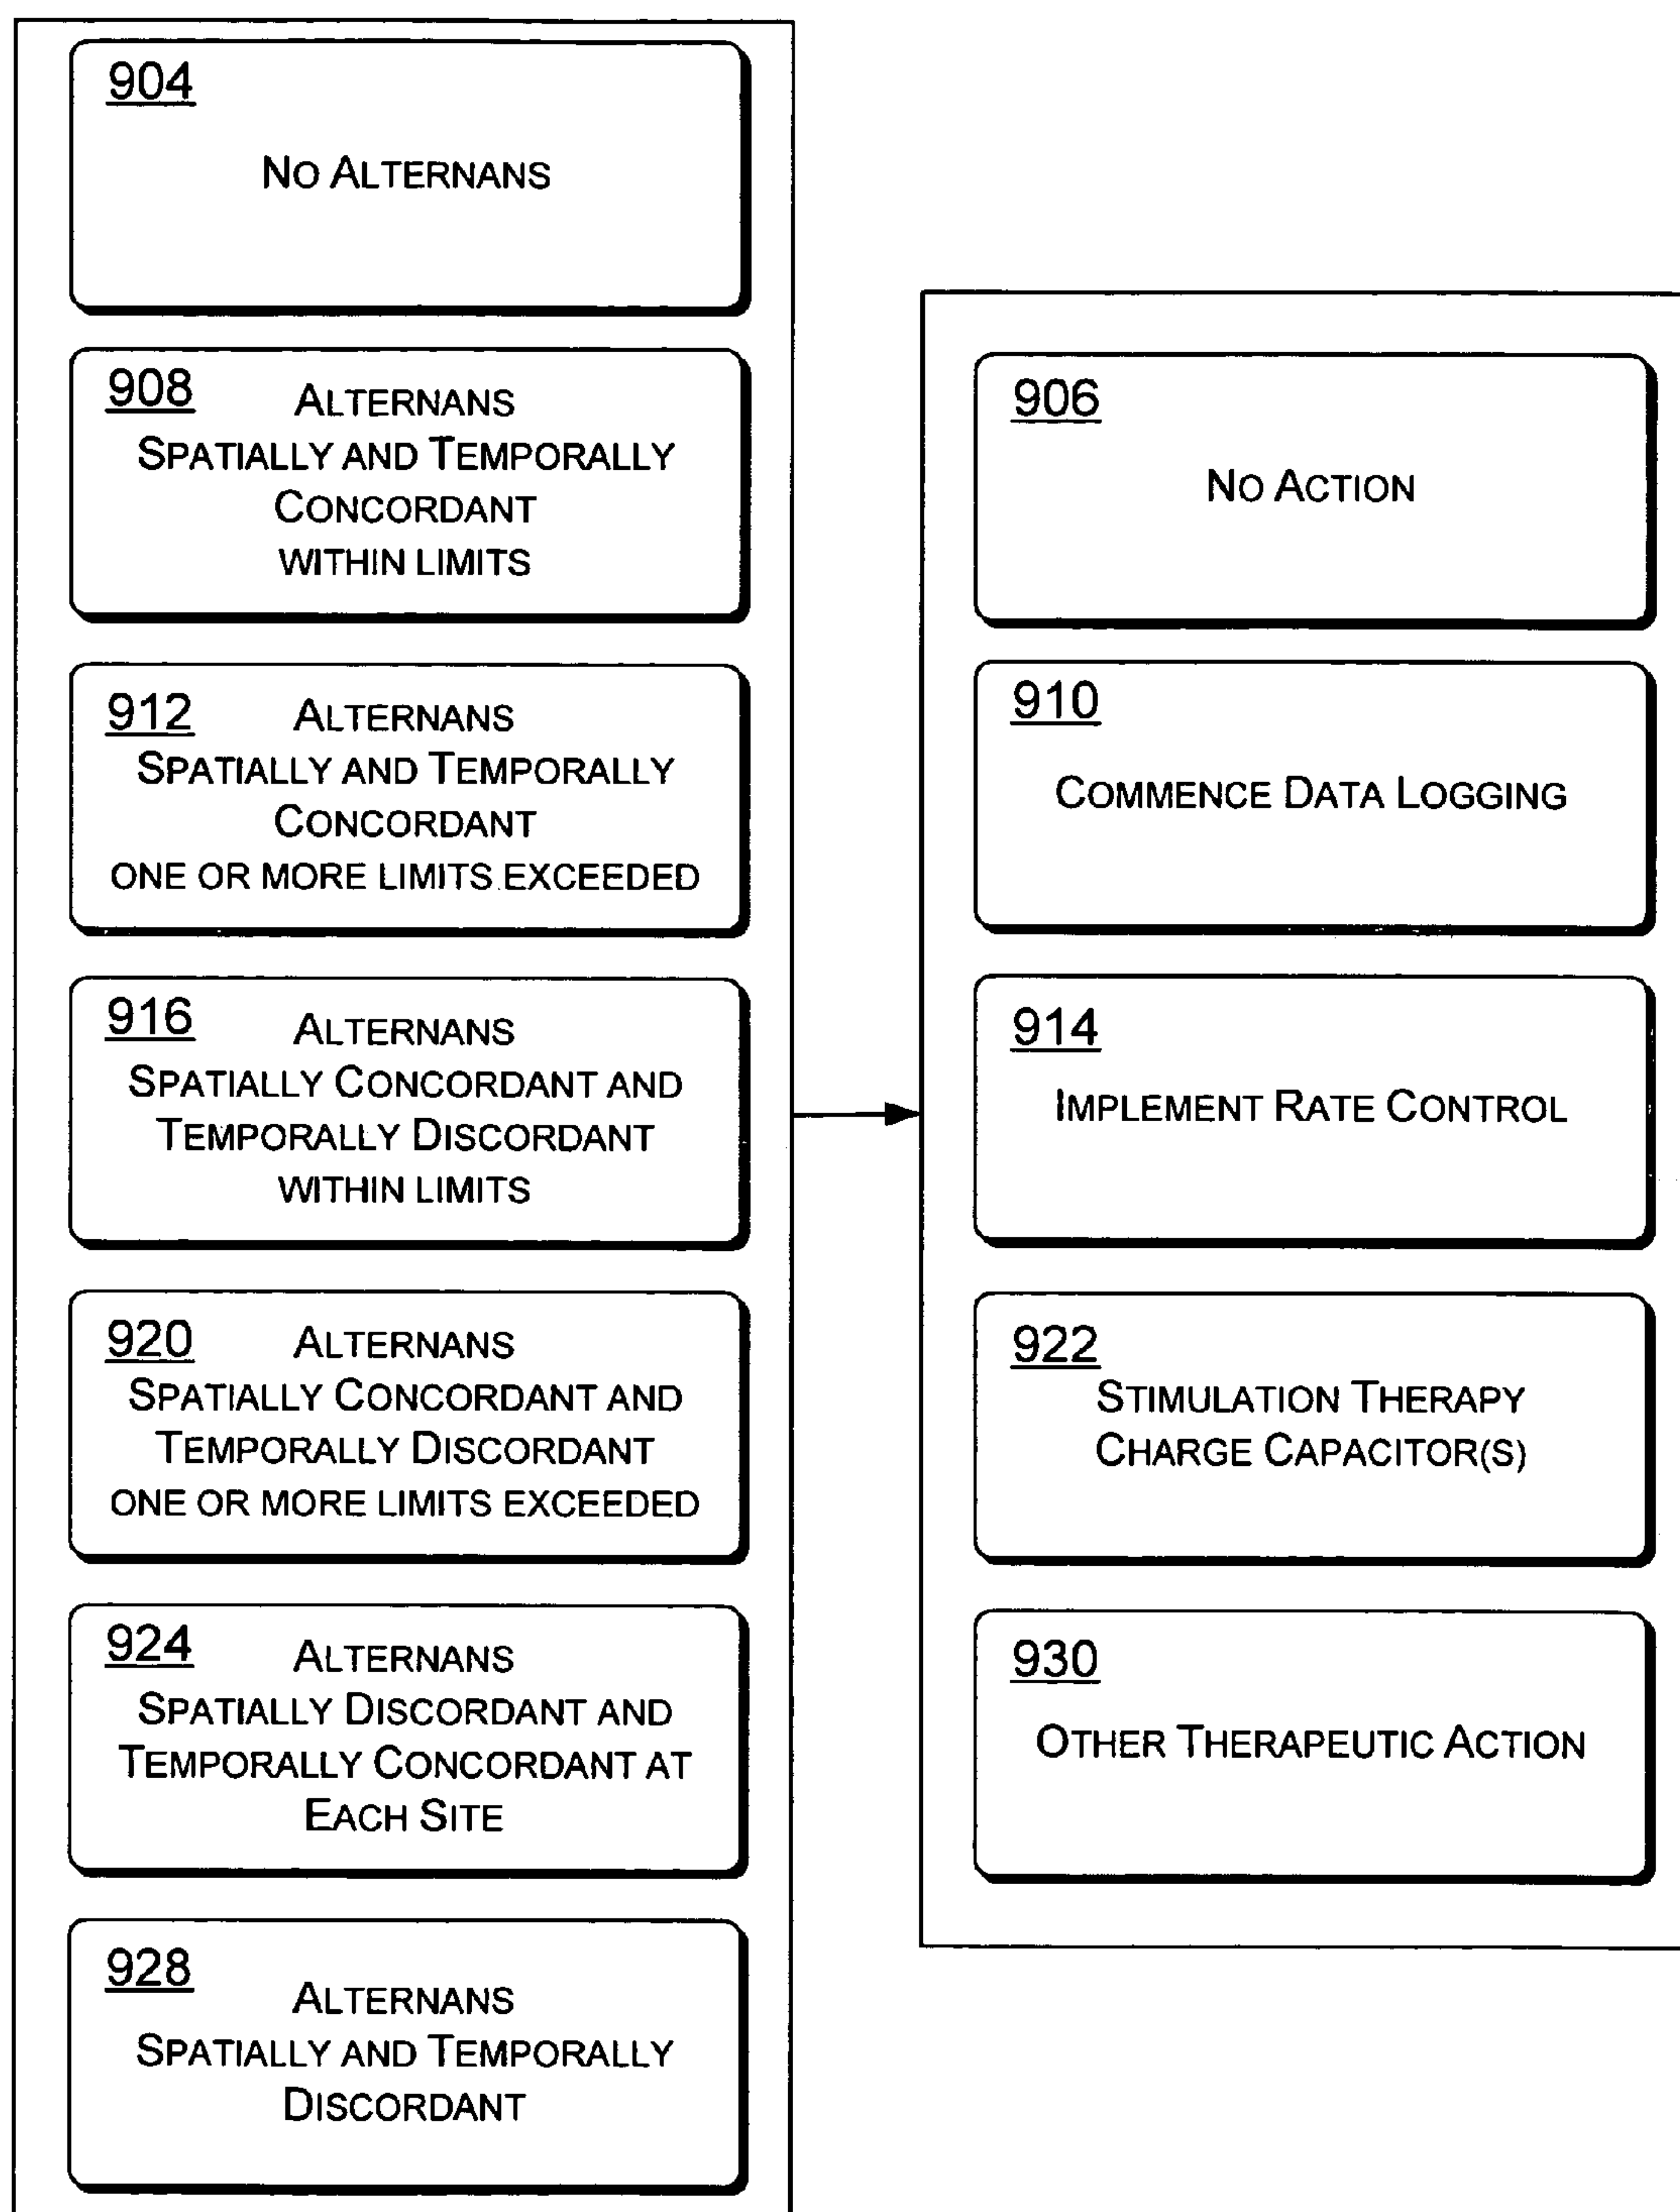 904
NO ALTERNANS
908
ALTERNANS
SPATIALLY AND TEMPORALLY
CONCORDANT
WITHIN LIMITS
912
ALTERNANS
SPATIALLY AND TEMPORALLY
CONCORDANT
ONE OR MORE LIMITS EXCEEDED
916
ALTERNANS
SPATIALLY CONCORDANT AND
TEMPORALLY DISCORDANT
WITHIN LIMITS
920
ALTERNANS
SPATIALLY CONCORDANT AND
TEMPORALLY DISCORDANT
ONE OR MORE LIMITS EXCEEDED
924
ALTERNANS
SPATIALLY DISCORDANT AND
TEMPORALLY CONCORDANT AT
EACH SITE
928
ALTERNANS
SPATIALLY AND TEMPORALLY
DISCORDANT
906
NO ACTION
910
COMMENCE DATA LOGGING
914
IMPLEMENT RATE CONTROL
922
STIMULATION THERAPY
CHARGE CAPACITOR(S)
930
OTHER THERAPEUTIC ACTION